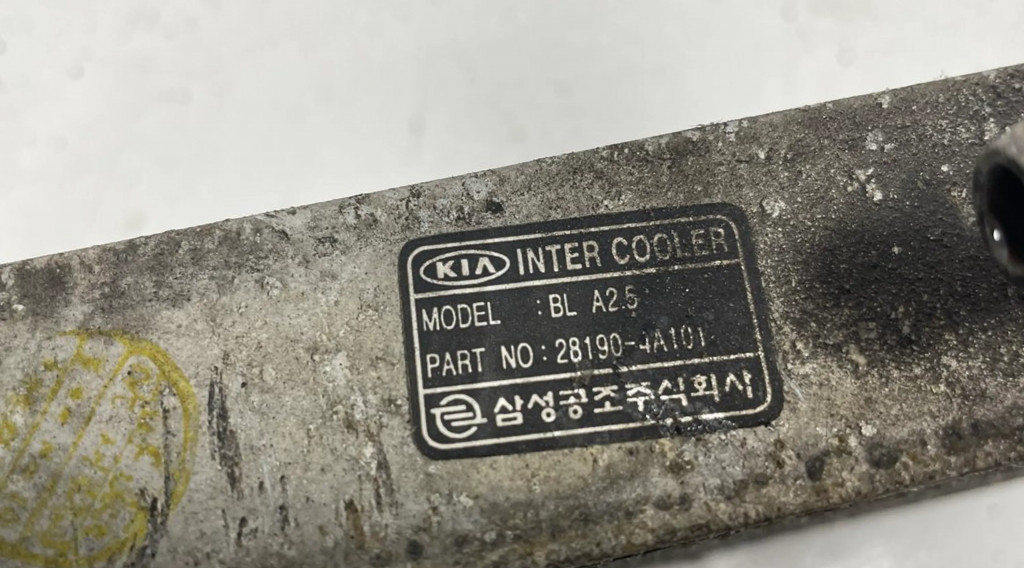 KIA INTER COOLER
MODEL : BL A2.5
PART NO : 28190-4A101
삼성공조주식회사